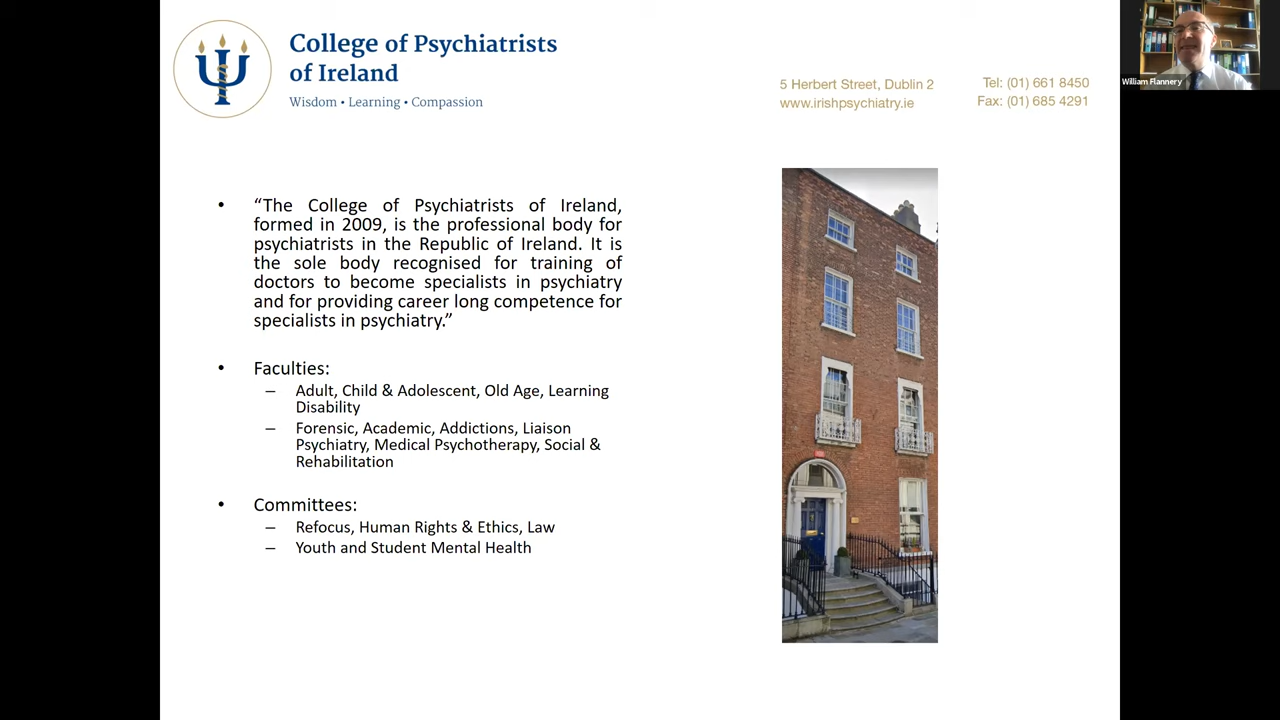 College of Psychiatrists
of Ireland
Wisdom • Learning • Compassion
5 Herbert Street, Dublin 2
www.irishpsychiatry.ie
Tel: (01) 661 8450
Fax: (01) 685 4291
William Flannery
• “The College of Psychiatrists of Ireland,
formed in 2009, is the professional body for
psychiatrists in the Republic of Ireland. It is
the sole body recognised for training of
doctors to become specialists in psychiatry
and for providing career long competence for
specialists in psychiatry.”
• Faculties:
– Adult, Child & Adolescent, Old Age, Learning
Disability
– Forensic, Academic, Addictions, Liaison
Psychiatry, Medical Psychotherapy, Social &
Rehabilitation
• Committees:
– Refocus, Human Rights & Ethics, Law
– Youth and Student Mental Health